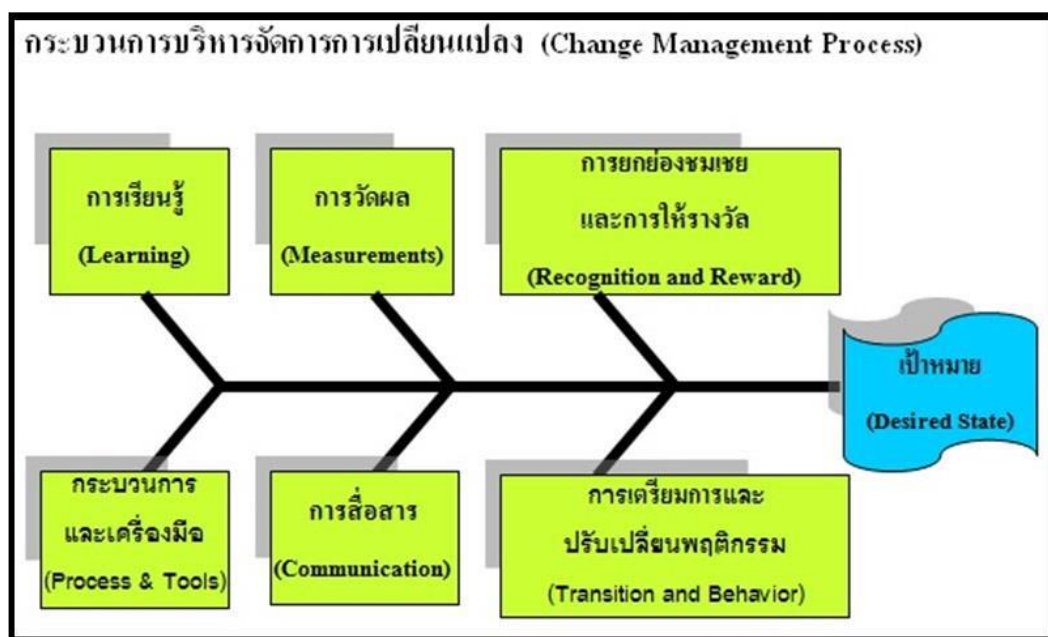 กระบวนการบริหารจัดการการเปลี่ยนแปลง (Change Management Process)
การเรียนรู้
(Learning)
การวัดผล
(Measurements)
การยกย่องชมเชย
และการให้รางวัล
(Recognition and Reward)
เป้าหมาย
(Desired State)
กระบวนการ
และเครื่องมือ
(Process & Tools)
การสื่อสาร
(Communication)
การเตรียมการและ
ปรับเปลี่ยนพฤติกรรม
(Transition and Behavior)